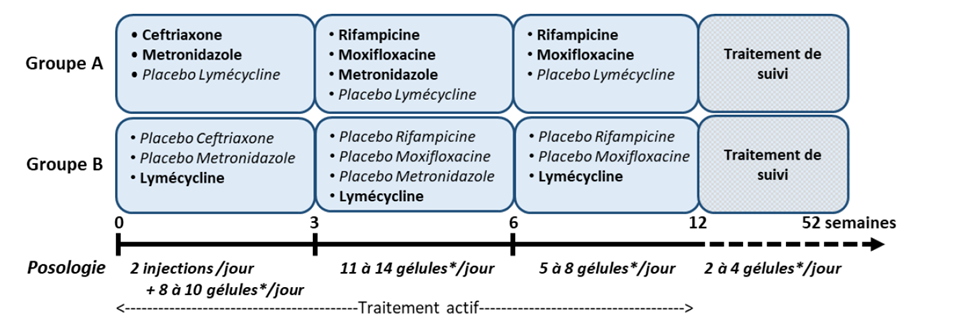 Groupe A
• Ceftriaxone
• Metronidazole
• Placebo Lymécycline
• Rifampicine
• Moxifloxacine
• Metronidazole
• Placebo Lymécycline
• Rifampicine
• Moxifloxacine
• Placebo Lymécycline
Traitement de
suivi
Groupe B
• Placebo Ceftriaxone
• Placebo Metronidazole
• Lymécycline
• Placebo Rifampicine
• Placebo Moxifloxacine
• Placebo Metronidazole
• Lymécycline
• Placebo Rifampicine
• Placebo Moxifloxacine
• Lymécycline
Traitement de
suivi
0 3 6 12 52 semaines
Posologie
2 injections /jour
+ 8 à 10 gélules*/jour
11 à 14 gélules*/jour
5 à 8 gélules*/jour
2 à 4 gélules*/jour
<---Traitement actif--->